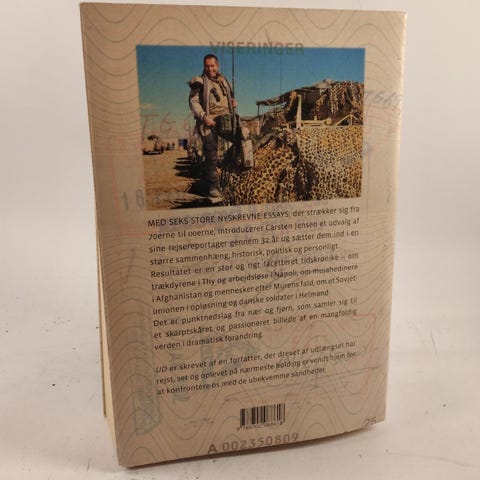 VISERINGER
MED SEKS STORE NYSKREVNE ESSAYS, der strækker sig fra
70erne til 00erne, introducerer Carsten Jensen et udvalg af
sine rejsereportager gennem 32 år og sætter dem ind i en
større sammenhæng, historisk, politisk og personligt.
Resultatet er en stor og rigt facetteret tidskrønike – om
trækdyrene i Thy og arbejdsløse i Napoli, om mojahedinere
i Afghanistan og mennesker efter Murens fald, om et Sovjet-
unionen i opløsning og danske soldater i Helmand.
Det er punktnedslag fra nær og fjern, som samler sig til
et skarptskåret og passioneret billede af en mangfoldig
verden i dramatisk forandring.
UD er skrevet af en forfatter, der drevet af udlængsel har
rejst, set og oplevet på nærmeste hold og er vendt hjem for
at konfrontere os med de ubekvemme sandheder.
A 002350809